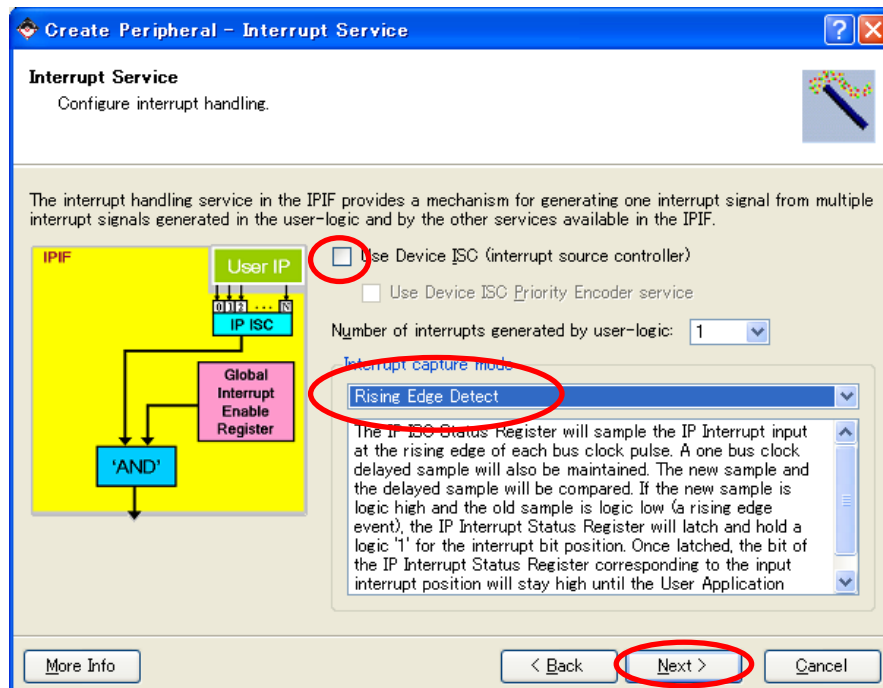 Create Peripheral - Interrupt Service
Interrupt Service
Configure interrupt handling.
The interrupt handling service in the IPIF provides a mechanism for generating one interrupt signal from multiple
interrupt signals generated in the user-logic and by the other services available in the IPIF.
IPIF
User IP
0 1 2 ... N
IP ISC
Global
Interrupt
Enable
Register
'AND'
Use Device ISC (interrupt source controller)
Use Device ISC Priority Encoder service
Number of interrupts generated by user-logic: 1
Interrupt capture mode
Rising Edge Detect
The IP ISC Status Register will sample the IP Interrupt input
at the rising edge of each bus clock pulse. A one bus clock
delayed sample will also be maintained. The new sample and
the delayed sample will be compared. If the new sample is
logic high and the old sample is logic low (a rising edge
event), the IP Interrupt Status Register will latch and hold a
logic '1' for the interrupt bit position. Once latched, the bit of
the IP Interrupt Status Register corresponding to the input
interrupt position will stay high until the User Application
More Info
< Back
Next >
Cancel